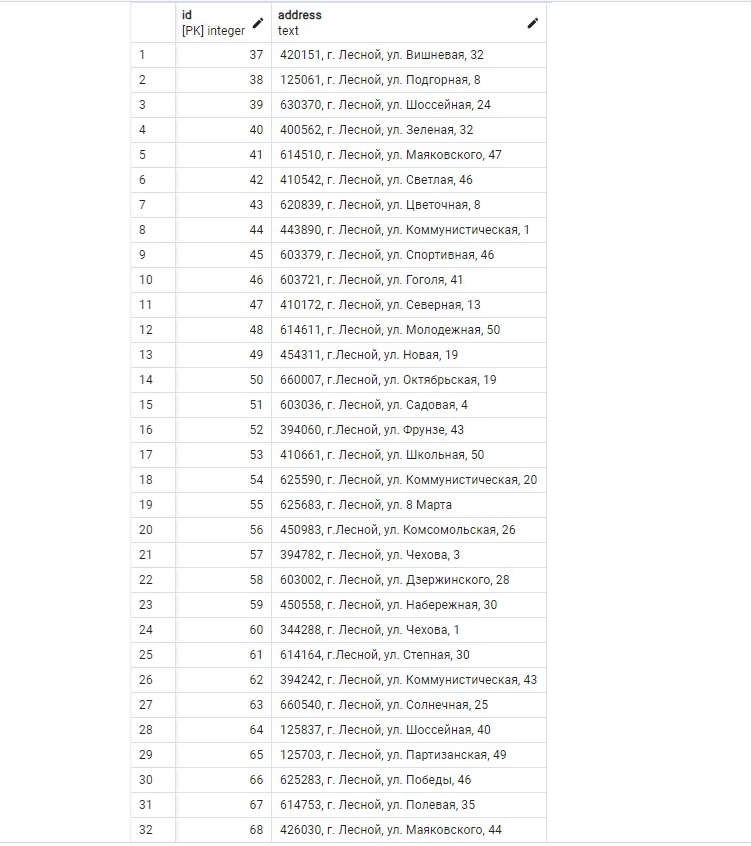 id address
[PK] integer text
1 37 420151, г. Лесной, ул. Вишневая, 32
2 38 125061, г. Лесной, ул. Подгорная, 8
3 39 630370, г. Лесной, ул. Шоссейная, 24
4 40 400562, г. Лесной, ул. Зеленая, 32
5 41 614510, г. Лесной, ул. Маяковского, 47
6 42 410542, г. Лесной, ул. Светлая, 46
7 43 620839, г. Лесной, ул. Цветочная, 8
8 44 443890, г. Лесной, ул. Коммунистическая, 1
9 45 603379, г. Лесной, ул. Спортивная, 46
10 46 603721, г. Лесной, ул. Гоголя, 41
11 47 410172, г. Лесной, ул. Северная, 13
12 48 614611, г. Лесной, ул. Молодежная, 50
13 49 454311, г.Лесной, ул. Новая, 19
14 50 660007, г.Лесной, ул. Октябрьская, 19
15 51 603036, г. Лесной, ул. Садовая, 4
16 52 394060, г.Лесной, ул. Фрунзе, 43
17 53 410661, г. Лесной, ул. Школьная, 50
18 54 625590, г. Лесной, ул. Коммунистическая, 20
19 55 625683, г. Лесной, ул. 8 Марта
20 56 450983, г.Лесной, ул. Комсомольская, 26
21 57 394782, г. Лесной, ул. Чехова, 3
22 58 603002, г. Лесной, ул. Дзержинского, 28
23 59 450558, г. Лесной, ул. Набережная, 30
24 60 344288, г. Лесной, ул. Чехова, 1
25 61 614164, г.Лесной, ул. Степная, 30
26 62 394242, г. Лесной, ул. Коммунистическая, 43
27 63 660540, г. Лесной, ул. Солнечная, 25
28 64 125837, г. Лесной, ул. Шоссейная, 40
29 65 125703, г. Лесной, ул. Партизанская, 49
30 66 625283, г. Лесной, ул. Победы, 46
31 67 614753, г. Лесной, ул. Полевая, 35
32 68 426030, г. Лесной, ул. Маяковского, 44